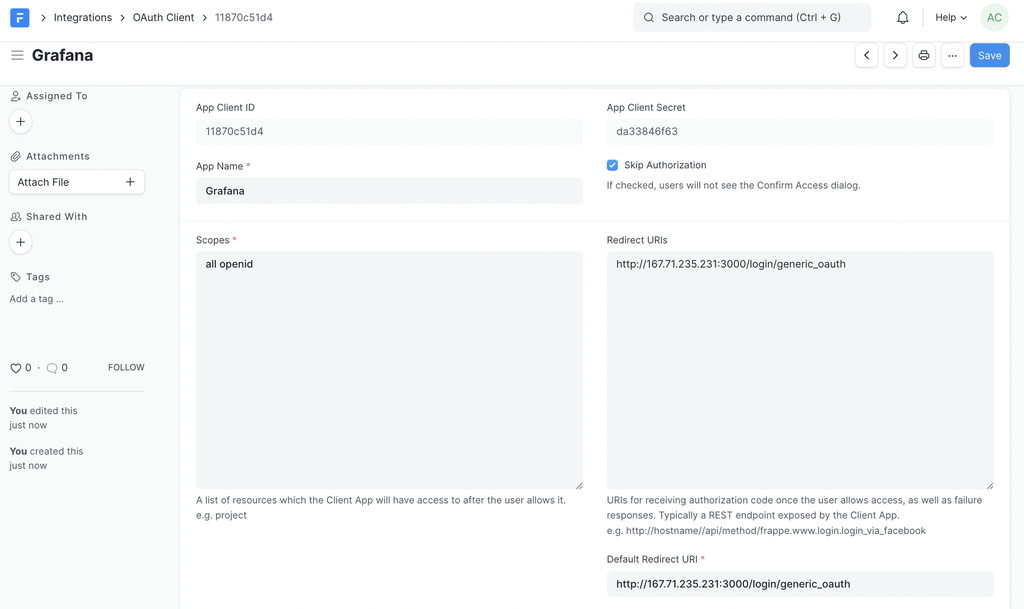 Integrations
OAuth Client
11870c51d4
Search or type a command (Ctrl + G)
Help
AC
Grafana
Save
Assigned To
Attachments
Attach File
Shared With
Tags
Add a tag ...
0 · 0
FOLLOW
You edited this
just now
You created this
just now
App Client ID
11870c51d4
App Name *
Grafana
App Client Secret
da33846f63
Skip Authorization
If checked, users will not see the Confirm Access dialog.
Scopes *
all openid
A list of resources which the Client App will have access to after the user allows it.
e.g. project
Redirect URIs
http://167.71.235.231:3000/login/generic_oauth
URIs for receiving authorization code once the user allows access, as well as failure
responses. Typically a REST endpoint exposed by the Client App.
e.g. http://hostname//api/method/frappe.www.login.login_via_facebook
Default Redirect URI *
http://167.71.235.231:3000/login/generic_oauth